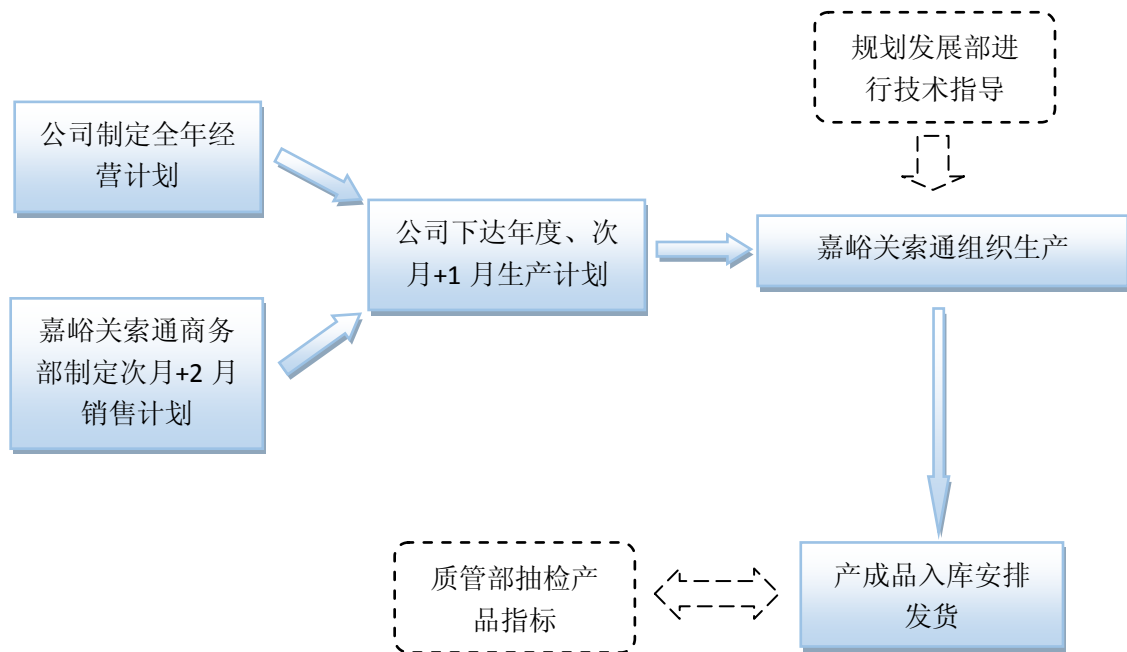 规划发展部进
行技术指导
公司制定全年经
营计划
公司下达年度、次
月+1 月生产计划
嘉峪关索通组织生产
嘉峪关索通商务
部制定次月+2 月
销售计划
质管部抽检产
品指标
产成品入库安排
发货